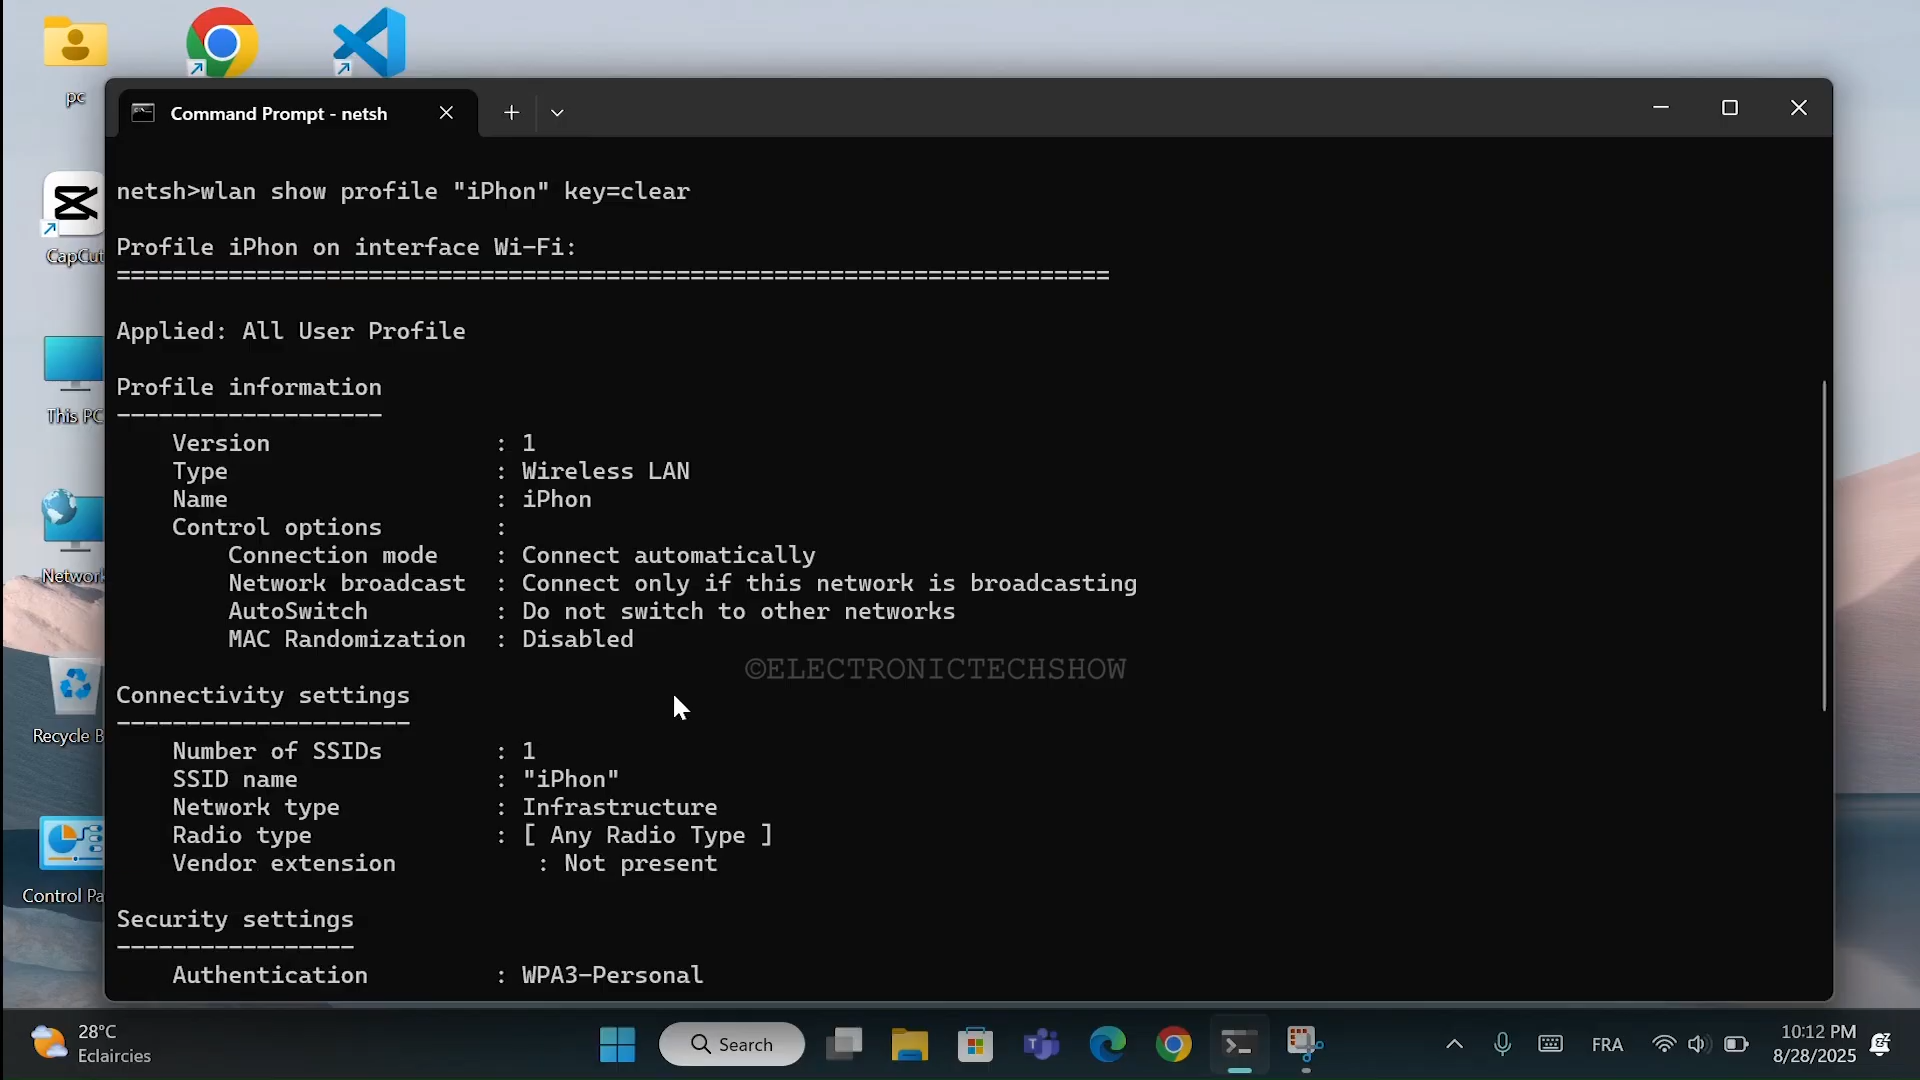 pc
Command Prompt - netsh
netsh>wlan show profile "iPhon" key=clear
CapCut
Profile iPhon on interface Wi-Fi:
=======================================================================
Applied: All User Profile
This PC
Profile information
-------------------
Version : 1
Type : Wireless LAN
Name : iPhon
Control options :
Connection mode : Connect automatically
Network broadcast : Connect only if this network is broadcasting
AutoSwitch : Do not switch to other networks
MAC Randomization : Disabled
Network
©ELECTRONICTECHSHOW
Connectivity settings
---------------------
Recycle B
Number of SSIDs : 1
SSID name : "iPhon"
Network type : Infrastructure
Radio type : [ Any Radio Type ]
Vendor extension : Not present
Control Pa
Security settings
-----------------
Authentication : WPA3-Personal
28°C
Eclaircies
Search
FRA
10:12 PM
8/28/2025